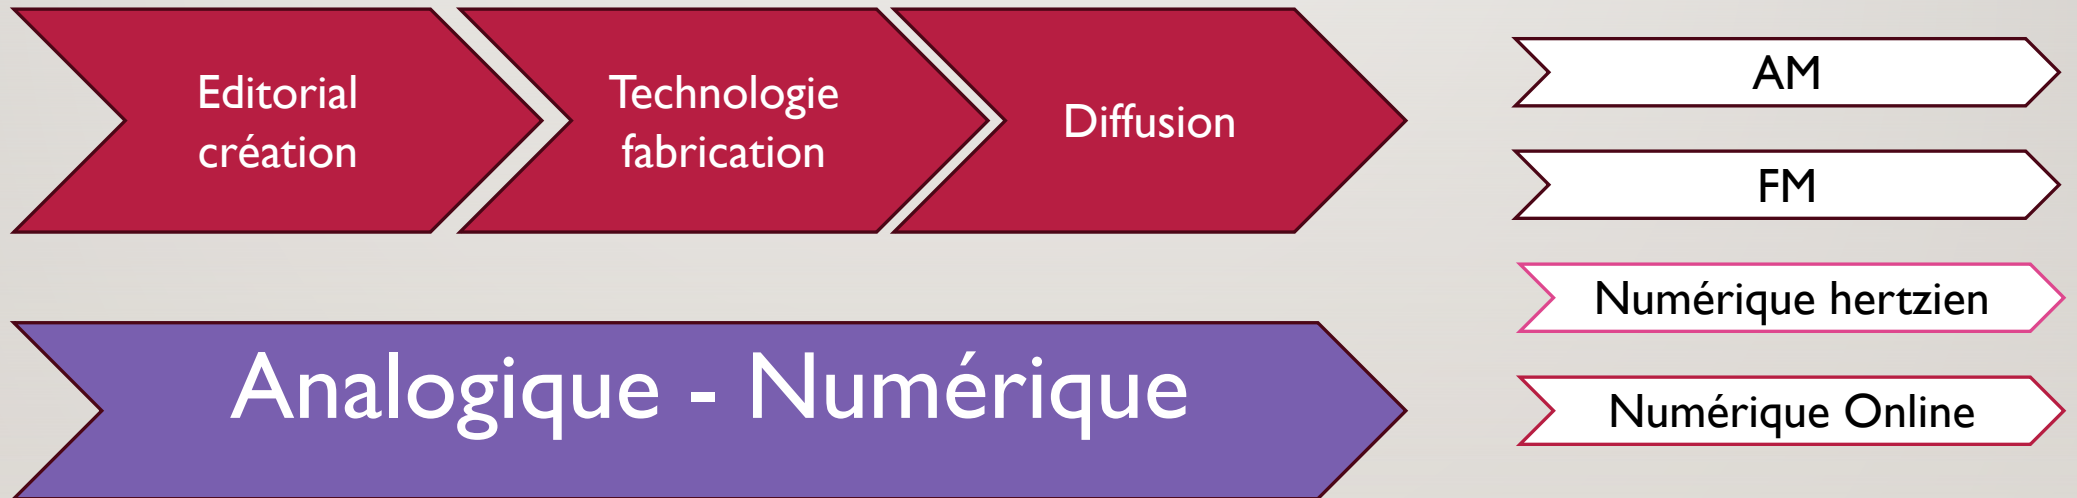 Editorial
création
Technologie
fabrication
Diffusion
Analogique - Numérique
AM
FM
Numérique hertzien
Numérique Online